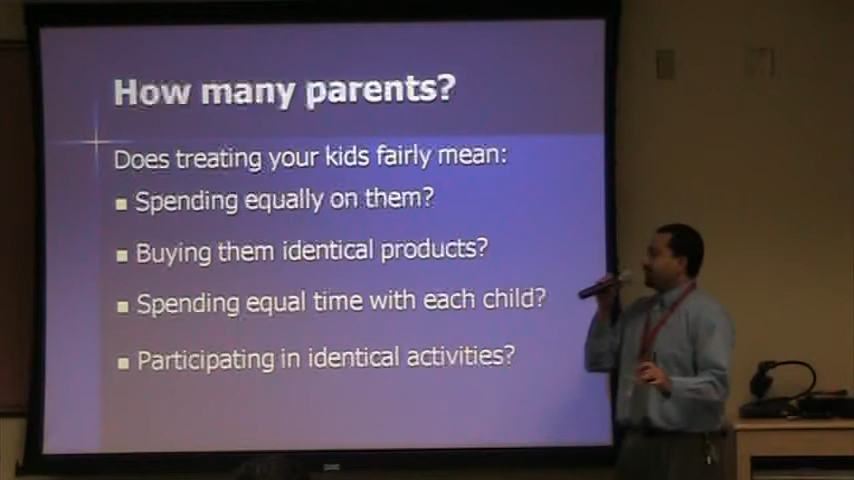 How many parents?
Does treating your kids fairly mean:
Spending equally on them?
Buying them identical products?
Spending equal time with each child?
Participating in identical activities?